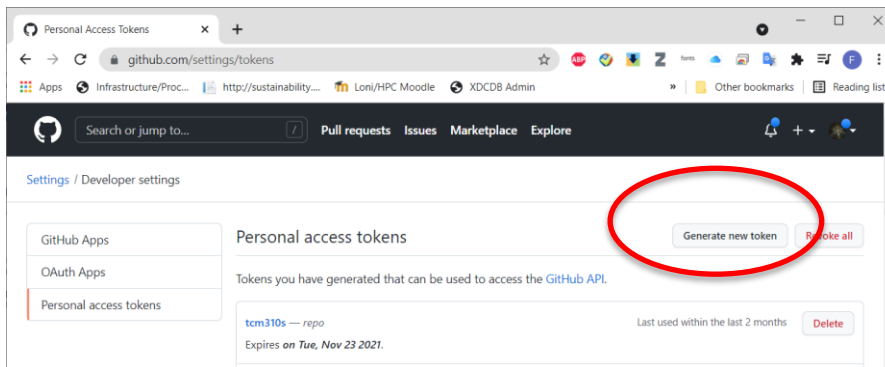 Personal Access Tokens
github.com/settings/tokens
ABP
Z
F
Apps Infrastructure/Proc... http://sustainability.... Loni/HPC Moodle XDCDB Admin » Other bookmarks Reading list
Search or jump to... / Pull requests Issues Marketplace Explore
Settings / Developer settings
GitHub Apps
OAuth Apps
Personal access tokens
Personal access tokens
Generate new token
Revoke all
Tokens you have generated that can be used to access the GitHub API.
tcm310s — repo
Last used within the last 2 months
Delete
Expires on Tue, Nov 23 2021.